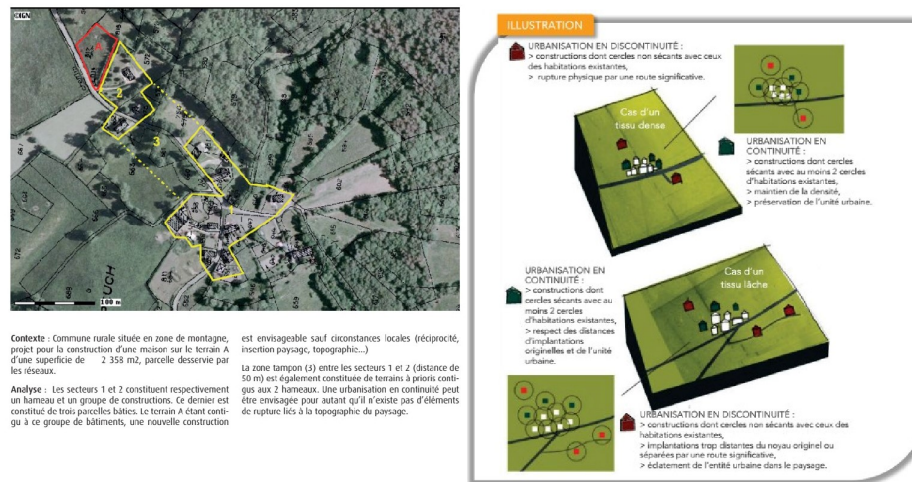 ©IGN
A
2
3
1
100 m
Contexte : Commune rurale située en zone de montagne,
projet pour la construction d'une maison sur le terrain A
d'une superficie de 2 358 m2, parcelle desservie par
les réseaux.
Analyse : Les secteurs 1 et 2 constituent respectivement
un hameau et un groupe de constructions. Ce dernier est
constitué de trois parcelles bâties. Le terrain A étant conti-
gu à ce groupe de bâtiments, une nouvelle construction
est envisageable sauf circonstances locales (réciprocité,
insertion paysage, topographie...)
La zone tampon (3) entre les secteurs 1 et 2 (distance de
50 m) est également constituée de terrains à prioris conti-
gus aux 2 hameaux. Une urbanisation en continuité peut
être envisagée pour autant qu'il n'existe pas d'éléments
de rupture liés à la topographie du paysage.
ILLUSTRATION
URBANISATION EN DISCONTINUITÉ :
> constructions dont cercles non sécants avec ceux
des habitations existantes,
> rupture physique par une route significative.
Cas d'un
tissu dense
URBANISATION EN
CONTINUITÉ :
> constructions dont cercles
sécants avec au moins 2 cercles
d'habitations existantes,
> maintien de la densité,
> préservation de l'unité urbaine.
URBANISATION EN
CONTINUITÉ :
> constructions dont
cercles sécants avec au
moins 2 cercles
d'habitations existantes,
> respect des distances
d'implantations
originelles et de l'unité
urbaine.
Cas d'un
tissu lâche
URBANISATION EN DISCONTINUITÉ :
> constructions dont cercles non sécants avec ceux des
habitations existantes,
> implantations trop distantes du noyau originel ou
séparées par une route significative,
> éclatement de l'entité urbaine dans le paysage.